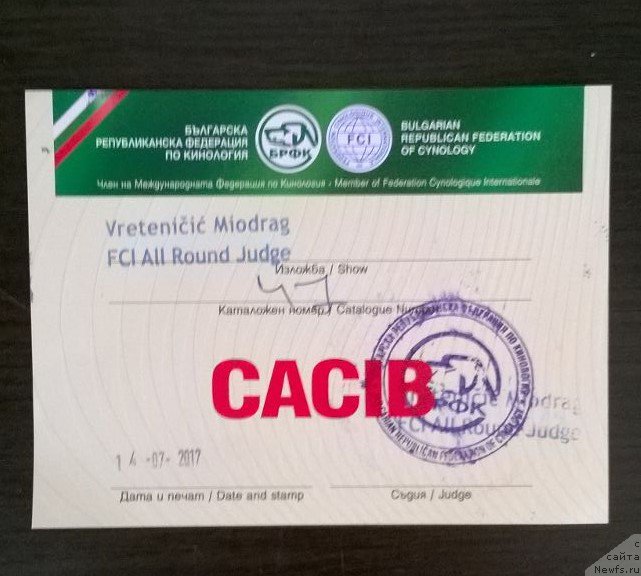 БЪЛГАРСКА
РЕПУБЛИКАНСКА ФЕДЕРАЦИЯ
ПО КИНОЛОГИЯ
БРФК
FCI
BULGARIAN
REPUBLICAN FEDERATION
OF CYNOLOGY
Член на Международната Федерация по Кинология - Member of Federation Cynologique Internationale
Vreteničić Miodrag
FCI All Round Judge
Изложба / Show
47
Каталожен номер / Catalogue
CACIB
БРФК
FCI All Round Judge
14 -07- 2017
Дата и печат / Date and stamp
Съдия / Judge
с
сайта
Newfs.ru